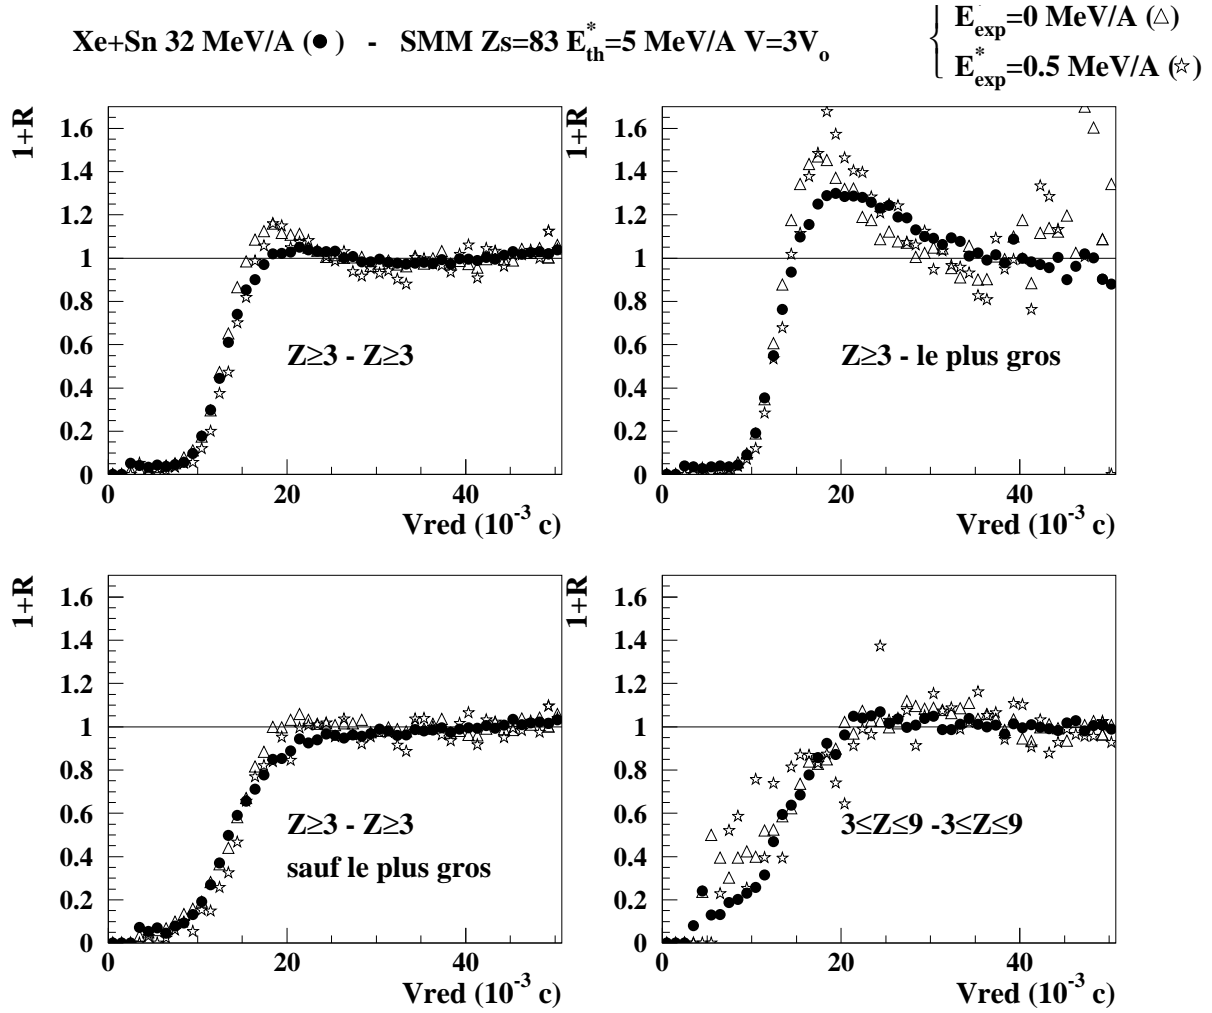 E*exp=0 MeV/A (△)
Xe+Sn 32 MeV/A (●) - SMM Zs=83 E*th=5 MeV/A V=3Vo
E*exp=0.5 MeV/A (☆)
1+R
1.6
1.4
1.2
1
0.8
0.6
0.4
0.2
0
Z≥3 - Z≥3
0 20 40
Vred (10-3 c)
1+R
1.6
1.4
1.2
1
0.8
0.6
0.4
0.2
0
Z≥3 - le plus gros
0 20 40
Vred (10-3 c)
1+R
1.6
1.4
1.2
1
0.8
0.6
0.4
0.2
0
Z≥3 - Z≥3
sauf le plus gros
0 20 40
Vred (10-3 c)
1+R
1.6
1.4
1.2
1
0.8
0.6
0.4
0.2
0
3≤Z≤9 -3≤Z≤9
0 20 40
Vred (10-3 c)